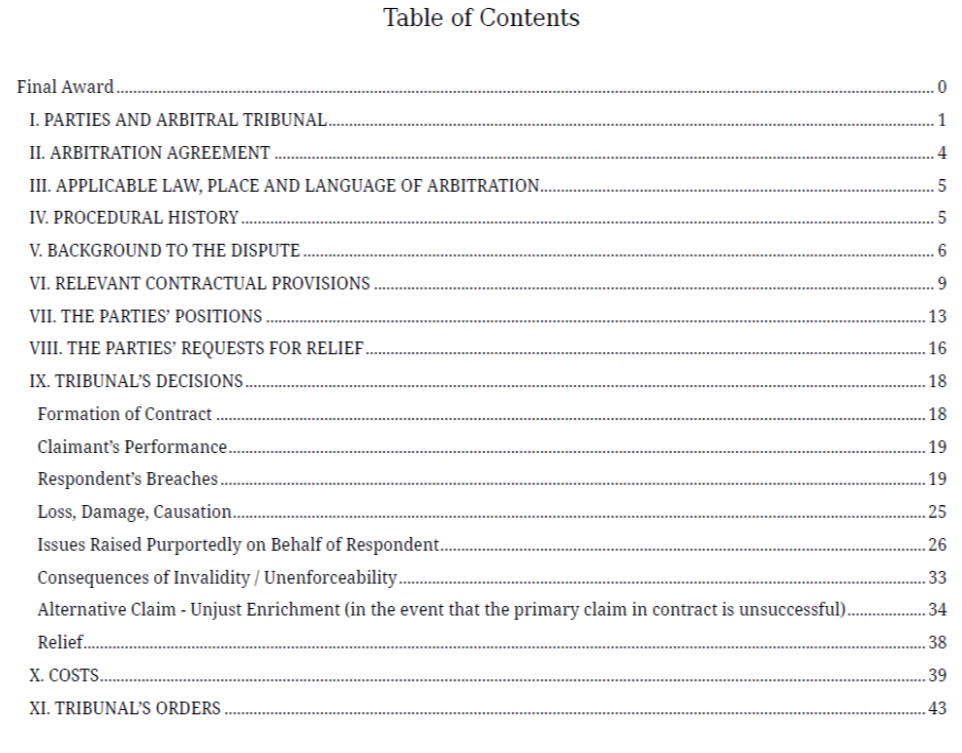 Table of Contents
Final Award 0
I. PARTIES AND ARBITRAL TRIBUNAL 1
II. ARBITRATION AGREEMENT 4
III. APPLICABLE LAW, PLACE AND LANGUAGE OF ARBITRATION 5
IV. PROCEDURAL HISTORY 5
V. BACKGROUND TO THE DISPUTE 6
VI. RELEVANT CONTRACTUAL PROVISIONS 9
VII. THE PARTIES’ POSITIONS 13
VIII. THE PARTIES’ REQUESTS FOR RELIEF 16
IX. TRIBUNAL’S DECISIONS 18
Formation of Contract 18
Claimant’s Performance 19
Respondent’s Breaches 19
Loss, Damage, Causation 25
Issues Raised Purportedly on Behalf of Respondent 26
Consequences of Invalidity / Unenforceability 33
Alternative Claim - Unjust Enrichment (in the event that the primary claim in contract is unsuccessful) 34
Relief 38
X. COSTS 39
XI. TRIBUNAL’S ORDERS 43